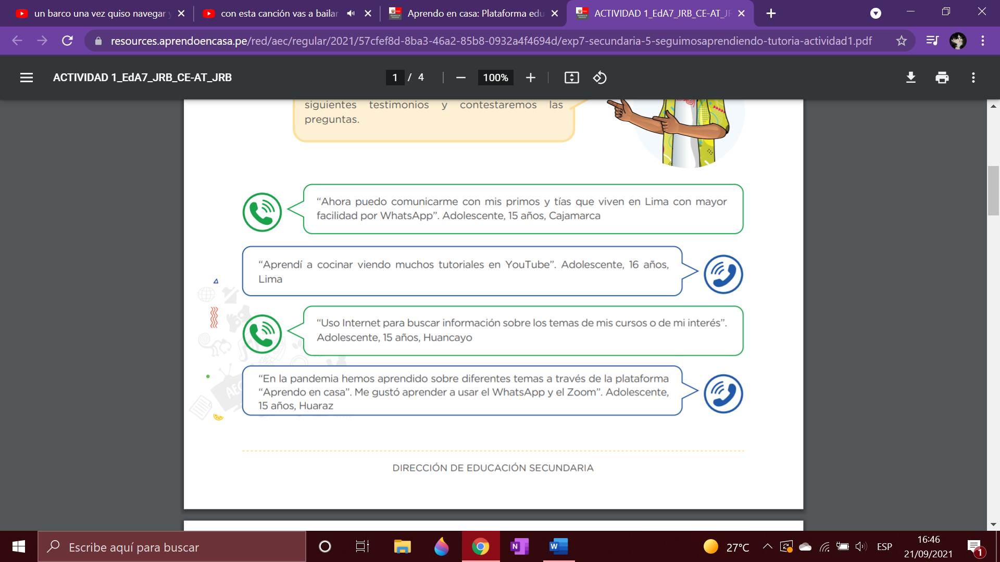 un barco una vez quiso navegar y
con esta canción vas a bailar
Aprendo en casa: Plataforma edu
ACTIVIDAD 1_EdA7_JRB_CE-AT_JR
resources.aprendoencasa.pe/red/aec/regular/2021/57cfef8d-8ba3-46a2-85b8-0932a4f4694d/exp7-secundaria-5-seguimosaprendiendo-tutoria-actividad1.pdf
ACTIVIDAD 1_EdA7_JRB_CE-AT_JRB
1 / 4
100%
siguientes testimonios y contestaremos las
preguntas.
“Ahora puedo comunicarme con mis primos y tías que viven en Lima con mayor
facilidad por WhatsApp”. Adolescente, 15 años, Cajamarca
“Aprendí a cocinar viendo muchos tutoriales en YouTube”. Adolescente, 16 años,
Lima
“Uso Internet para buscar información sobre los temas de mis cursos o de mi interés”.
Adolescente, 15 años, Huancayo
“En la pandemia hemos aprendido sobre diferentes temas a través de la plataforma
“Aprendo en casa”. Me gustó aprender a usar el WhatsApp y el Zoom”. Adolescente,
15 años, Huaraz
AEC
DIRECCIÓN DE EDUCACIÓN SECUNDARIA
Escribe aquí para buscar
N
W
27°C
ESP
16:46
21/09/2021
1